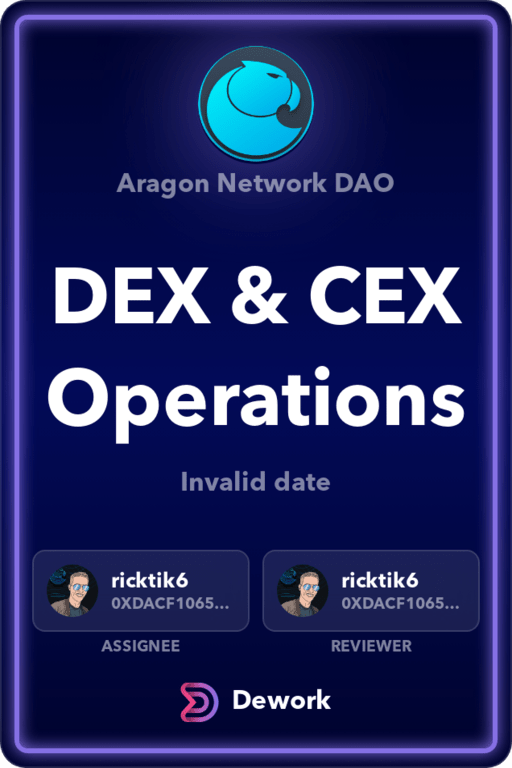 Aragon Network DAO
DEX & CEX
Operations
Invalid date
ricktik6
0XDACF1065...
ASSIGNEE
ricktik6
0XDACF1065...
REVIEWER
Dework